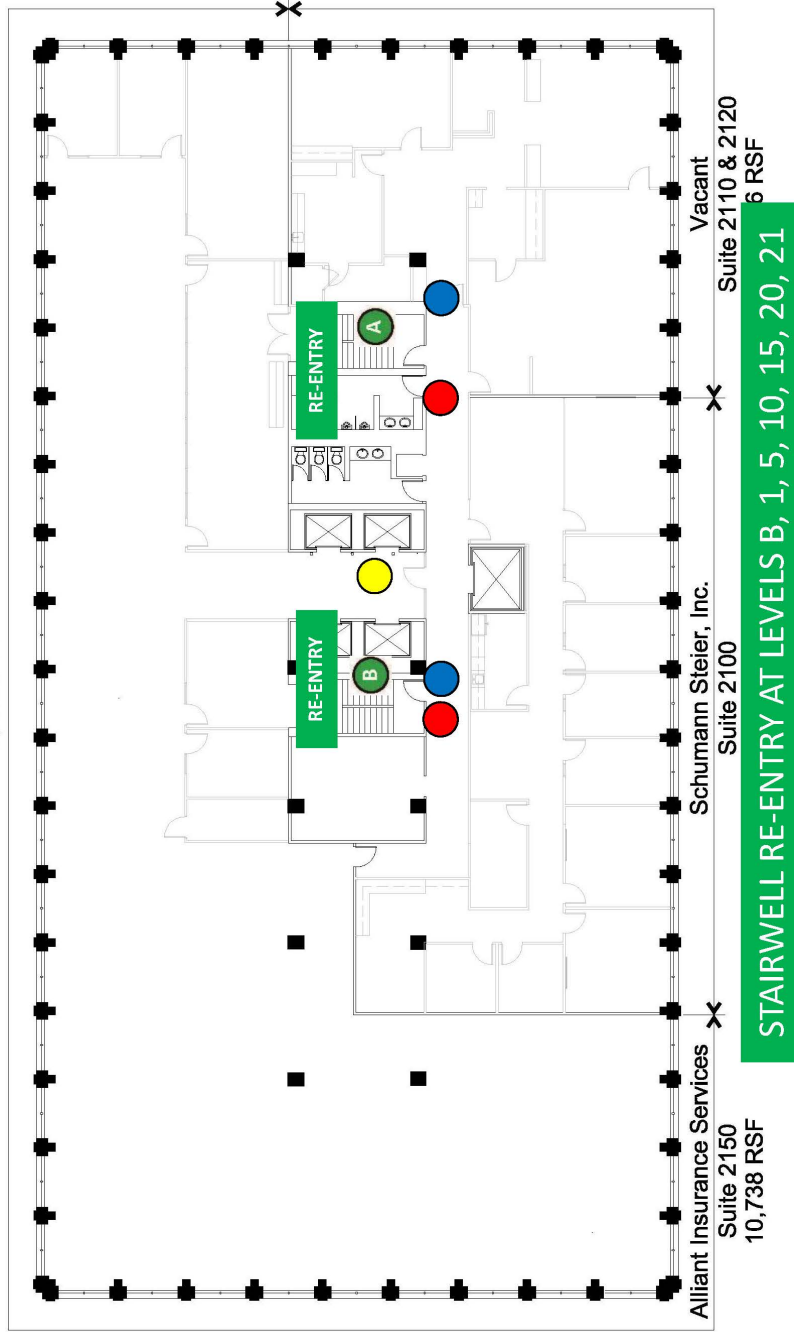 RE-ENTRY
A
RE-ENTRY
B
Alliant Insurance Services
Suite 2150
10,738 RSF
Schumann Steier, Inc.
Suite 2100
Vacant
Suite 2110 & 2120
6 RSF
STAIRWELL RE-ENTRY AT LEVELS B, 1, 5, 10, 15, 20, 21